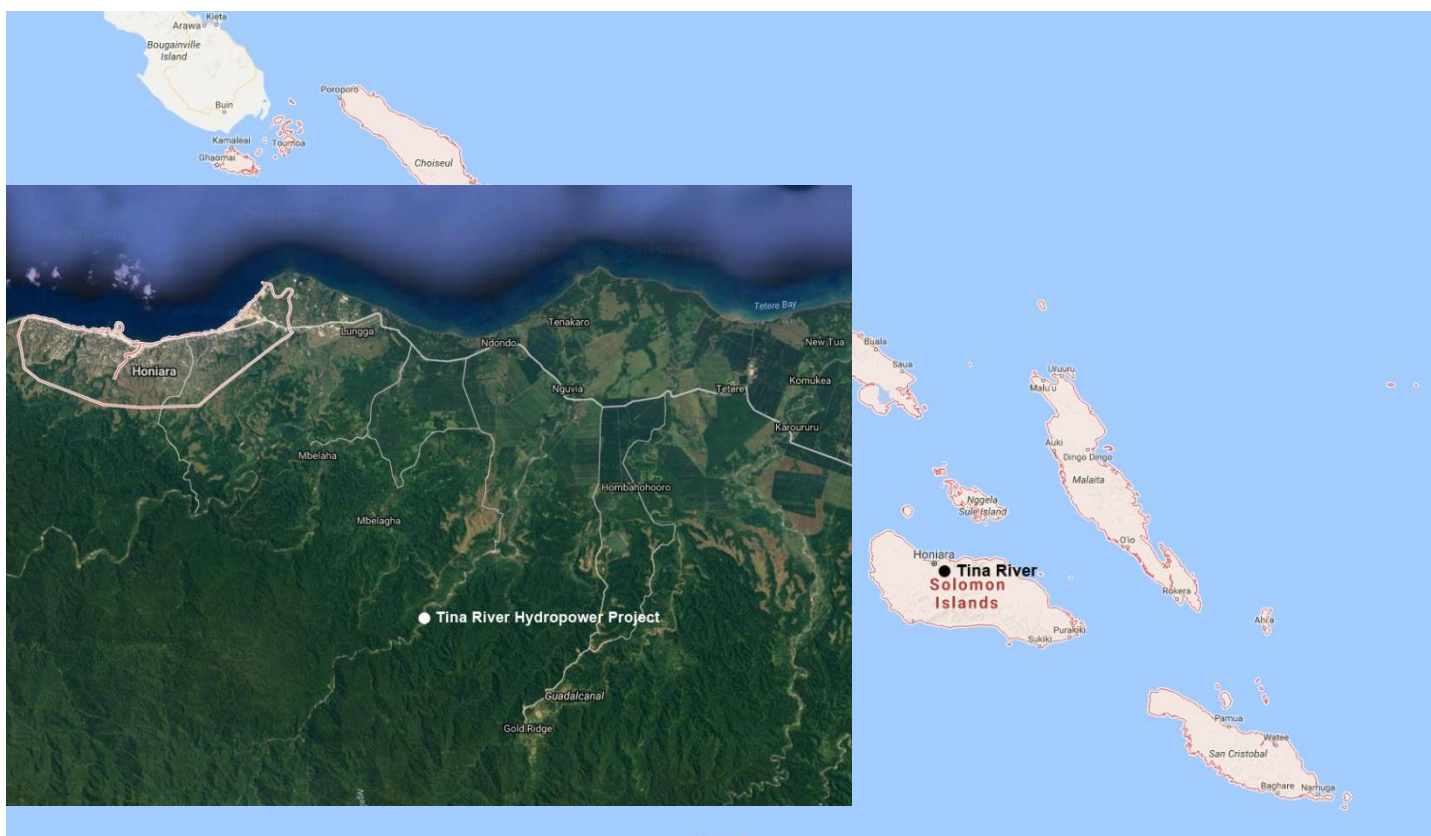 Kieta
Arawa
Bougainville
Island
Buin
Poroporo
Kamaleai
Toumoa
Ghaomai
Choiseul
Tetere Bay
Tenakaro
Lungga
Ndondo
New Tua
Honiara
Nguvia
Tetere
Komukea
Karoururu
Mbelaha
Hombahohooro
Mbelagha
Tina River Hydropower Project
Guadalcanal
Gold Ridge
Buala
Saua
Uruuru
Malu'u
Auki
Dingo Dingo
Malaita
Nggela
Sule Island
O'io
Honiara
Tina River
Solomon
Islands
Rokera
Ahi'a
Purakiki
Sukiki
Pamua
Watee
San Cristobal
Baghare
Namuga